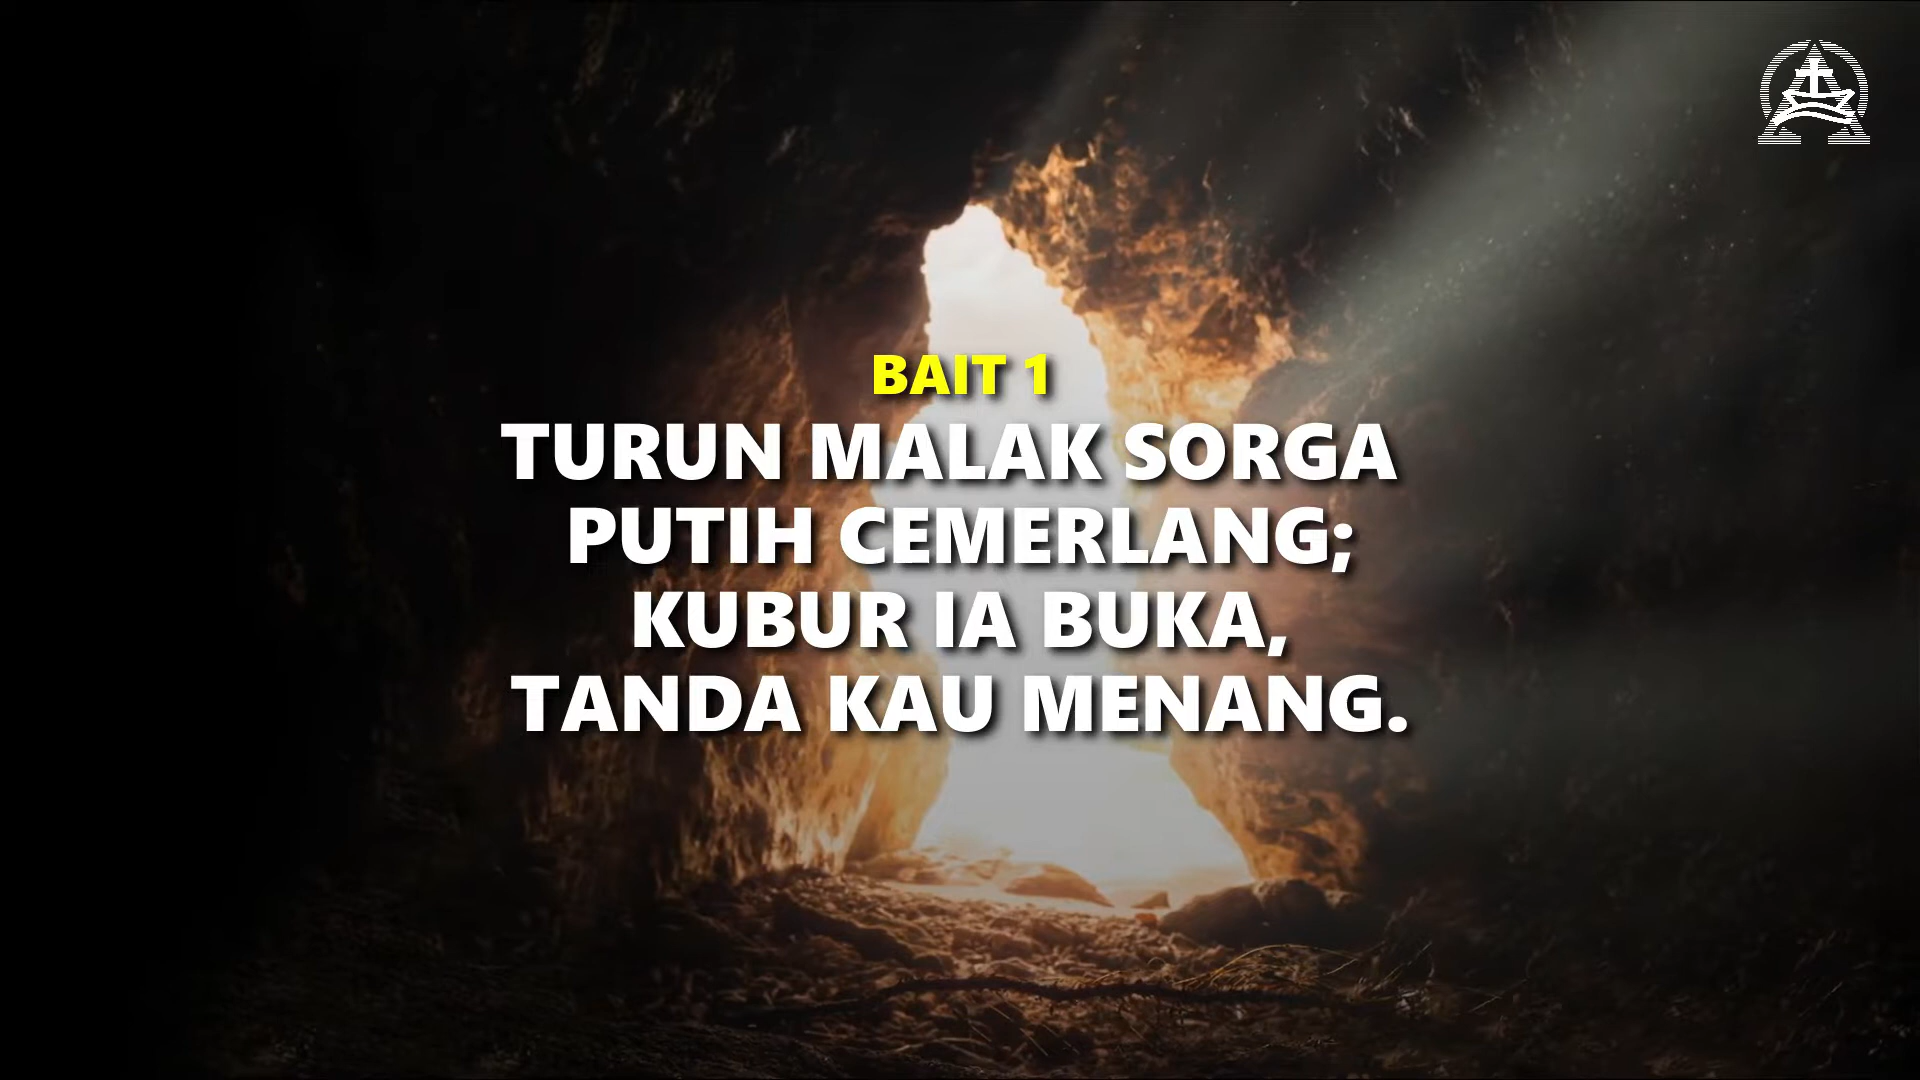 BAIT 1
TURUN MALAK SORGA
PUTIH CEMERLANG;
KUBUR IA BUKA,
TANDA KAU MENANG.